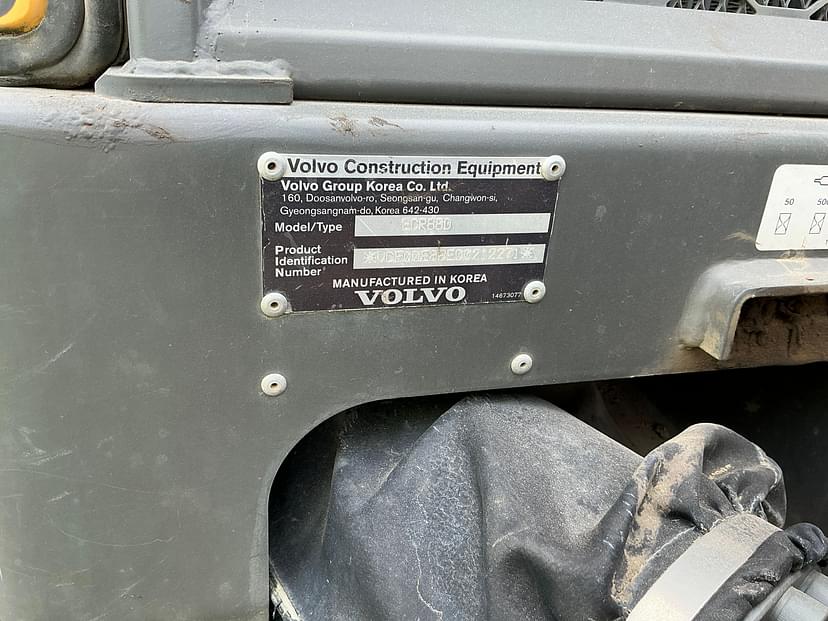 Volvo Construction Equipment
Volvo Group Korea Co. Ltd.
160, Doosanvolvo-ro, Seongsan-gu, Changwon-si,
Gyeongsangnam-do, Korea 642-430
Model/Type ECR88D
Product
Identification
Number
MANUFACTURED IN KOREA
VOLVO 14673077
50